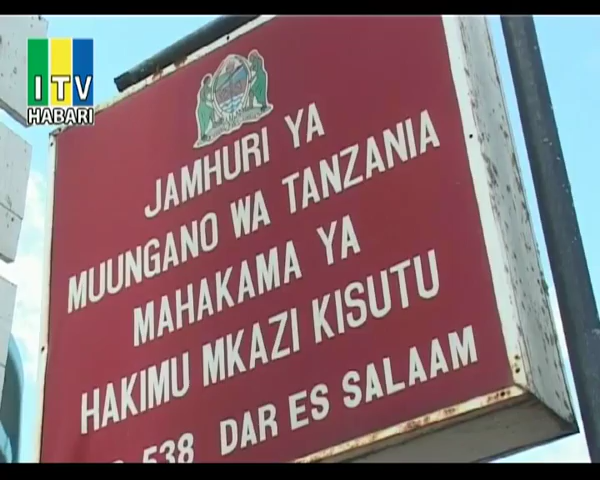 ITV
HABARI
JAMHURI YA
MUUNGANO WA TANZANIA
MAHAKAMA YA
HAKIMU MKAZI KISUTU
538 DAR ES SALAAM